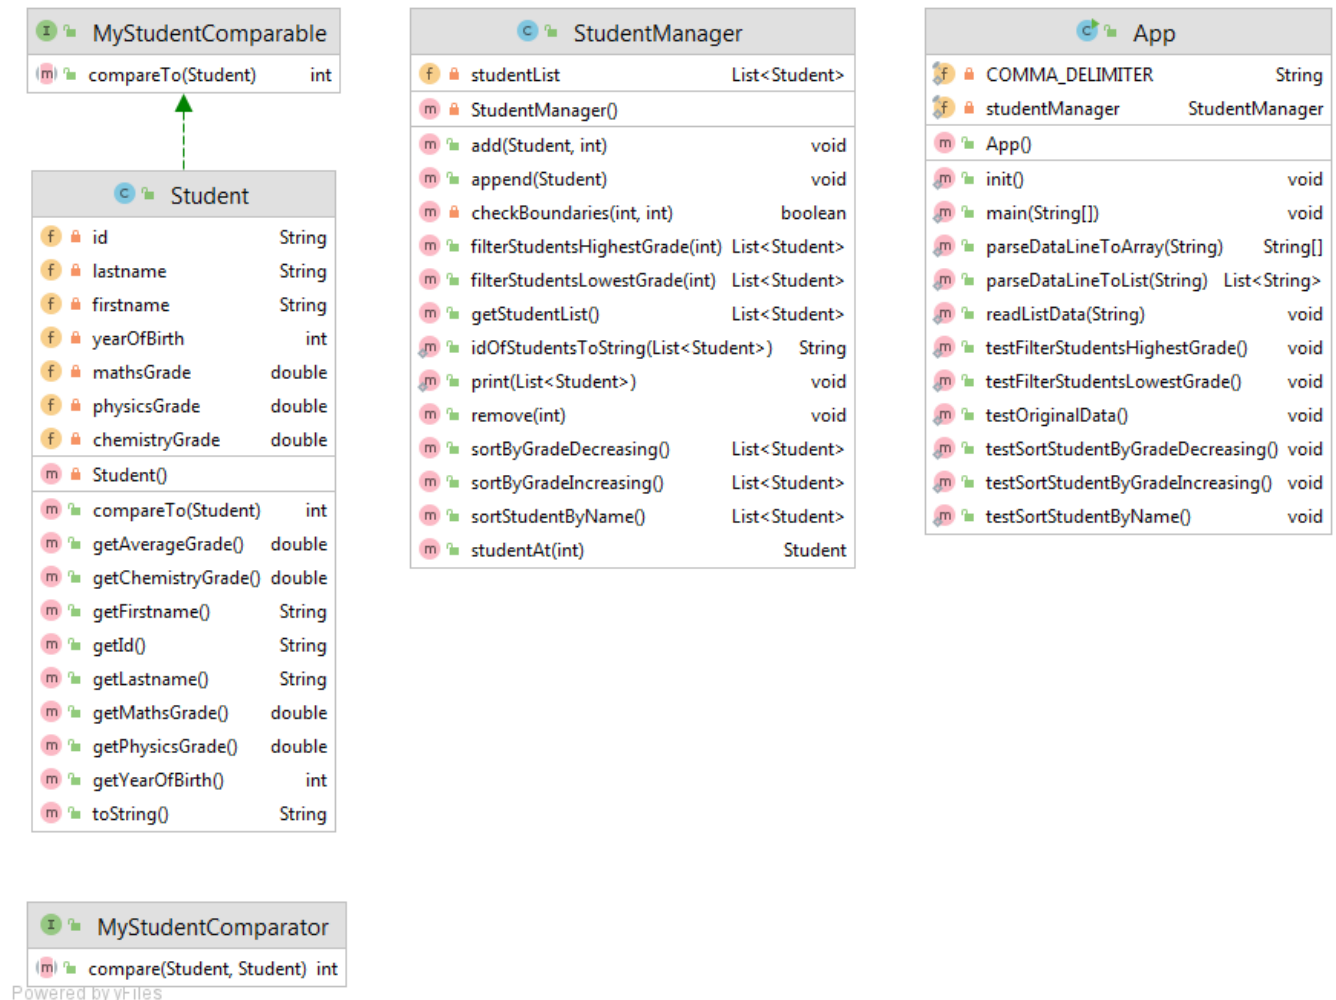 MyStudentComparable
compareTo(Student) int
Student
id String
lastname String
firstname String
yearOfBirth int
mathsGrade double
physicsGrade double
chemistryGrade double
Student()
compareTo(Student) int
getAverageGrade() double
getChemistryGrade() double
getFirstname() String
getId() String
getLastname() String
getMathsGrade() double
getPhysicsGrade() double
getYearOfBirth() int
toString() String
MyStudentComparator
compare(Student, Student) int
StudentManager
studentList List<Student>
StudentManager()
add(Student, int) void
append(Student) void
checkBoundaries(int, int) boolean
filterStudentsHighestGrade(int) List<Student>
filterStudentsLowestGrade(int) List<Student>
getStudentList() List<Student>
idOfStudentsToString(List<Student>) String
print(List<Student>) void
remove(int) void
sortByGradeDecreasing() List<Student>
sortByGradeIncreasing() List<Student>
sortStudentByName() List<Student>
studentAt(int) Student
App
COMMA_DELIMITER String
studentManager StudentManager
App()
init() void
main(String[]) void
parseDataLineToArray(String) String[]
parseDataLineToList(String) List<String>
readListData(String) void
testFilterStudentsHighestGrade() void
testFilterStudentsLowestGrade() void
testOriginalData() void
testSortStudentByGradeDecreasing() void
testSortStudentByGradeIncreasing() void
testSortStudentByName() void
Powered by yFiles